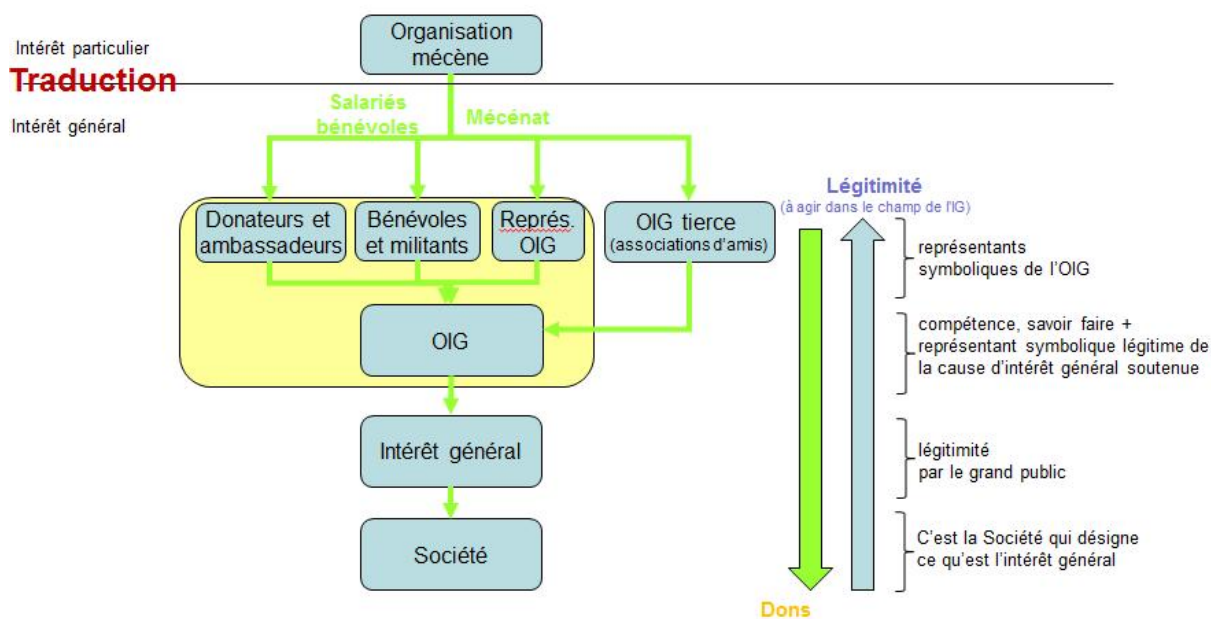 Organisation
mécène
Intérêt particulier
Traduction
Intérêt général
Salariés
bénévoles
Mécénat
Légitimité
(à agir dans le champ de l'IG)
Donateurs et
ambassadeurs
Bénévoles
et militants
Représ.
OIG
OIG tierce
(associations d'amis)
représentants
symboliques de l'OIG
OIG
compétence, savoir faire +
représentant symbolique légitime de
la cause d'intérêt général soutenue
Intérêt général
légitimité
par le grand public
Société
C'est la Société qui désigne
ce qu'est l'intérêt général
Dons